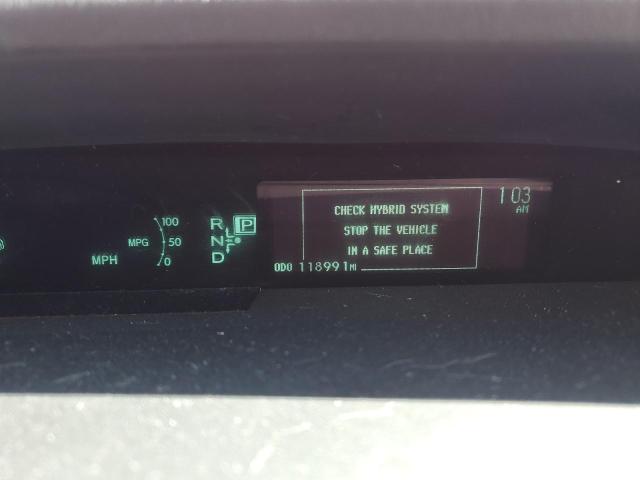 100
MPG 50
MPH 0
R P
N
D
CHECK HYBRID SYSTEM
STOP THE VEHICLE
IN A SAFE PLACE
ODO 118991 MI
1 03
AM